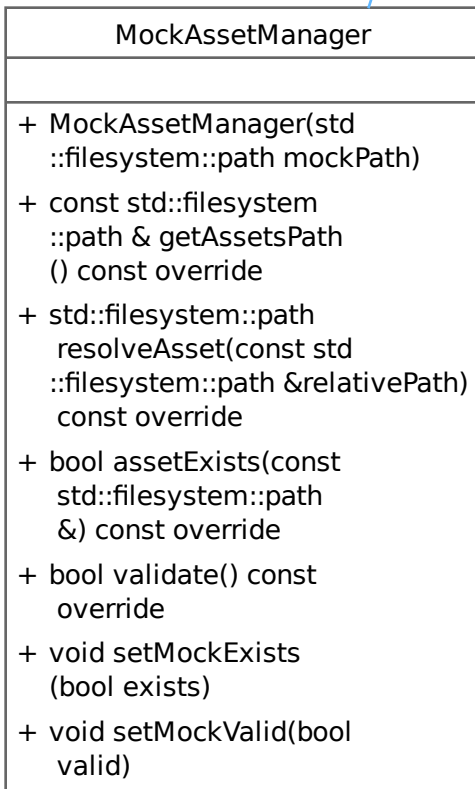 MockAssetManager
+ MockAssetManager(std
::filesystem::path mockPath)
+ const std::filesystem
::path & getAssetsPath
() const override
+ std::filesystem::path
resolveAsset(const std
::filesystem::path &relativePath)
const override
+ bool assetExists(const
std::filesystem::path
&) const override
+ bool validate() const
override
+ void setMockExists
(bool exists)
+ void setMockValid(bool
valid)